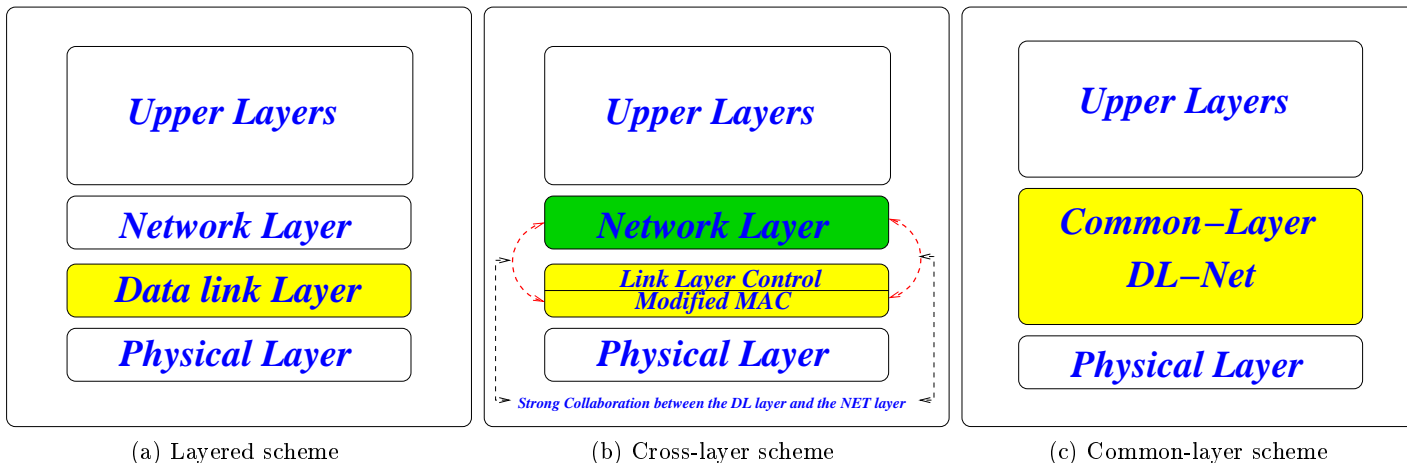 Upper Layers
Network Layer
Data link Layer
Physical Layer
(a) Layered scheme
Upper Layers
Network Layer
Link Layer Control
Modified MAC
Physical Layer
Strong Collaboration between the DL layer and the NET layer
(b) Cross-layer scheme
Upper Layers
Common-Layer
DL-Net
Physical Layer
(c) Common-layer scheme